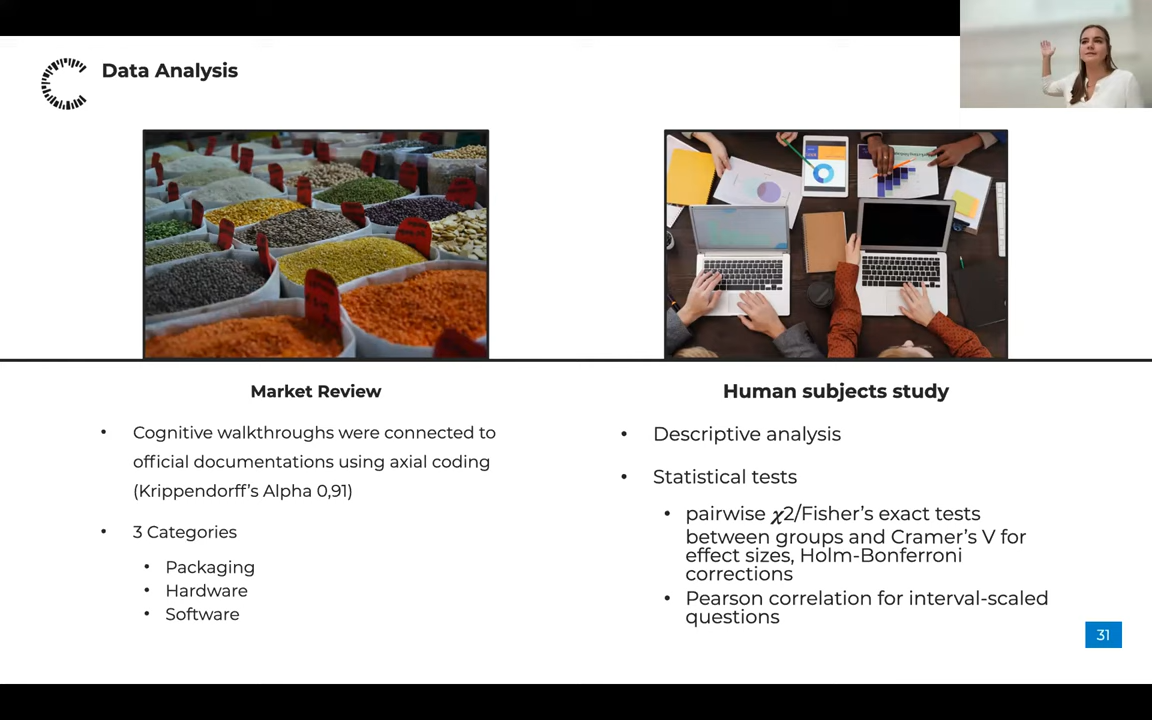 Data Analysis
Market Review
Cognitive walkthroughs were connected to
official documentations using axial coding
(Krippendorff's Alpha 0,91)
3 Categories
Packaging
Hardware
Software
Human subjects study
Descriptive analysis
Statistical tests
pairwise χ2/Fisher's exact tests
between groups and Cramer's V for
effect sizes, Holm-Bonferroni
corrections
Pearson correlation for interval-scaled
questions
31